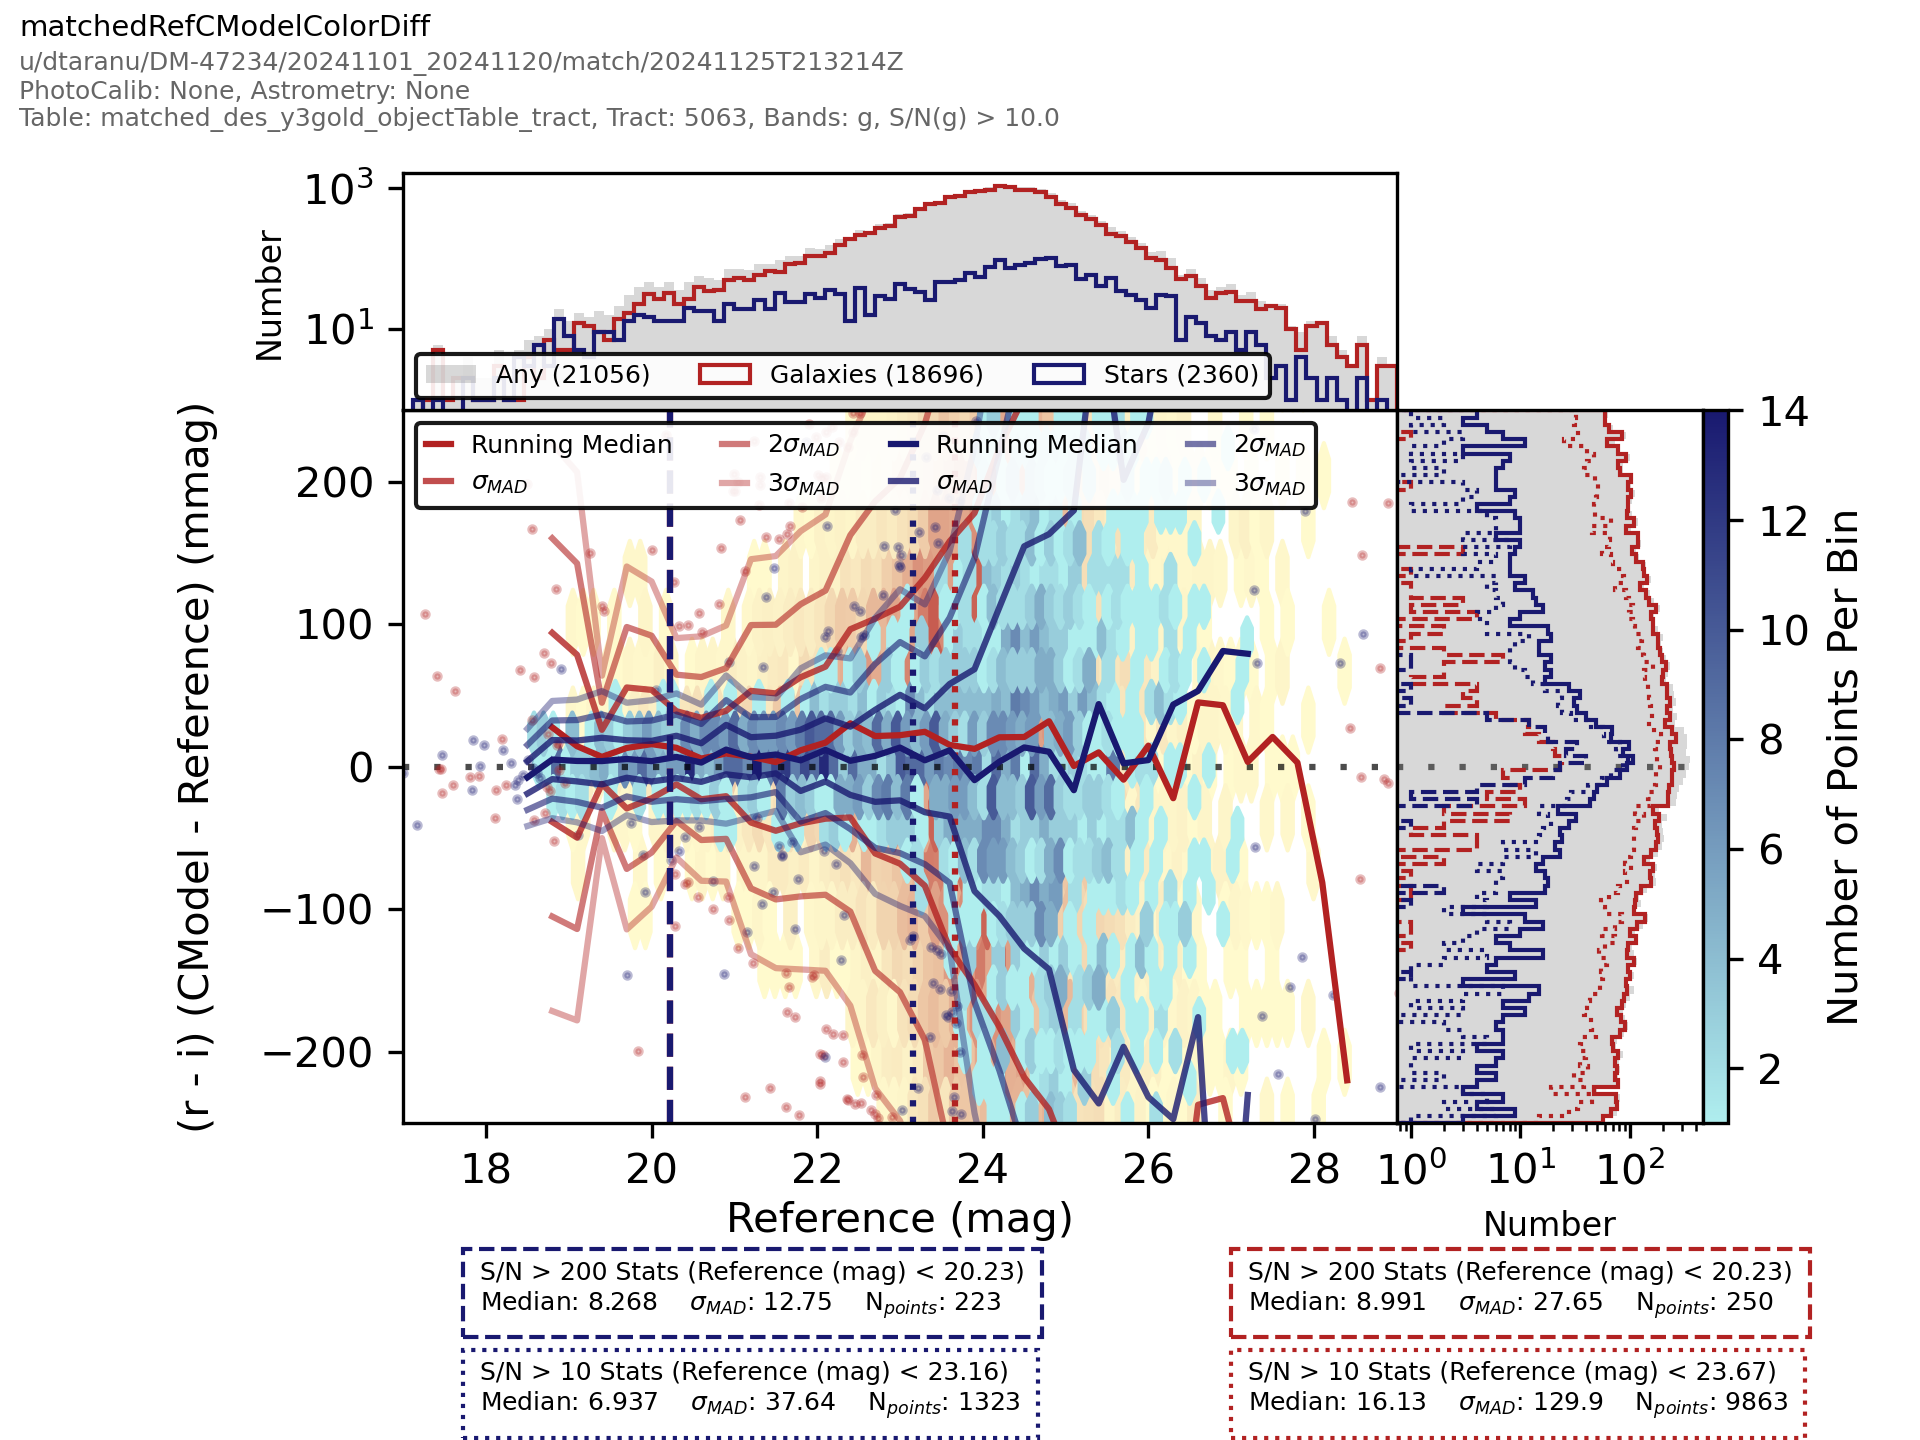 matchedRefCModelColorDiff
u/dtaranu/DM-47234/20241101_20241120/match/20241125T213214Z
PhotoCalib: None, Astrometry: None
Table: matched_des_y3gold_objectTable_tract, Tract: 5063, Bands: g, S/N(g) > 10.0
Number
10³
10¹
Any (21056) Galaxies (18696) Stars (2360)
Running Median 2σMAD Running Median 2σMAD
σMAD 3σMAD σMAD 3σMAD
(r - i) (CModel - Reference) (mmag)
200
100
0
−100
−200
18 20 22 24 26 28
Reference (mag)
10⁰ 10¹ 10²
Number
14
12
10
8
6
4
2
Number of Points Per Bin
S/N > 200 Stats (Reference (mag) < 20.23)
Median: 8.268 σMAD: 12.75 Npoints: 223
S/N > 10 Stats (Reference (mag) < 23.16)
Median: 6.937 σMAD: 37.64 Npoints: 1323
S/N > 200 Stats (Reference (mag) < 20.23)
Median: 8.991 σMAD: 27.65 Npoints: 250
S/N > 10 Stats (Reference (mag) < 23.67)
Median: 16.13 σMAD: 129.9 Npoints: 9863